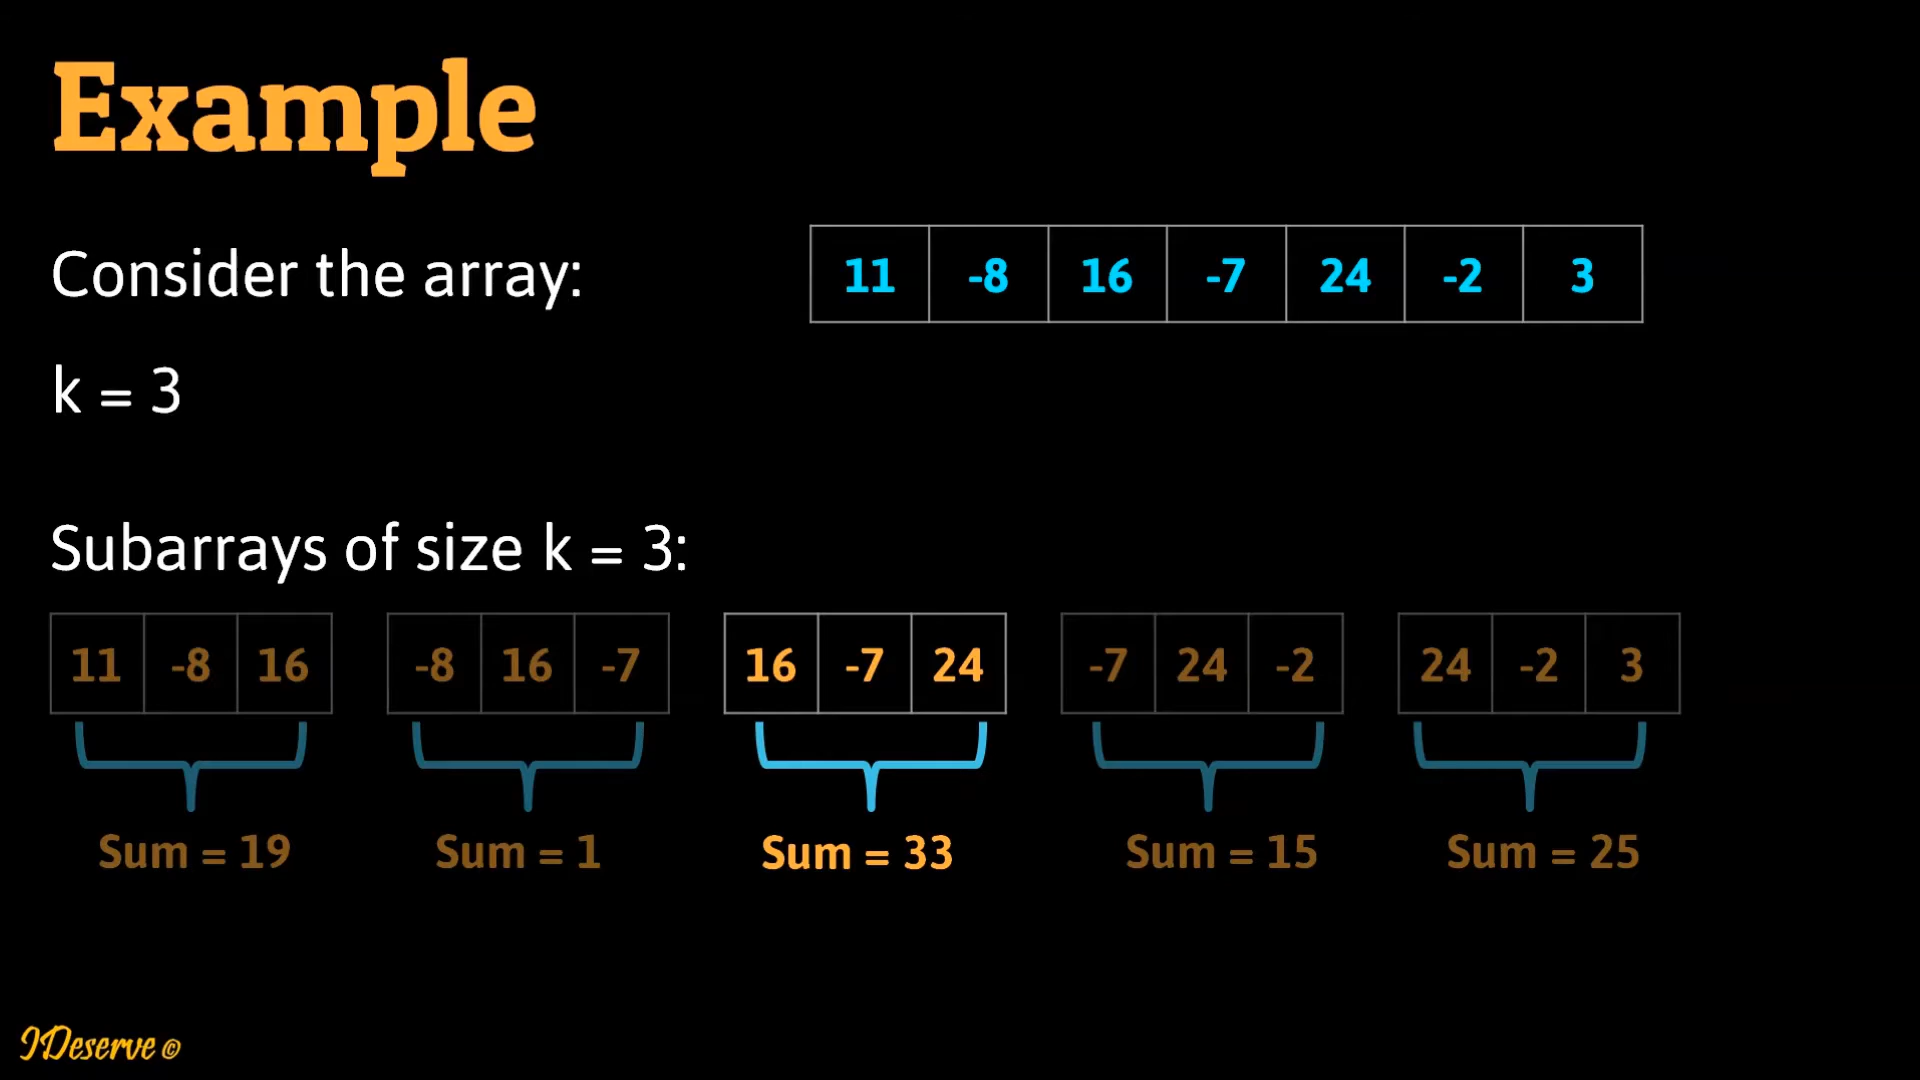 Example
Consider the array:
11 -8 16 -7 24 -2 3
k = 3
Subarrays of size k = 3:
11 -8 16 -8 16 -7 16 -7 24 -7 24 -2 24 -2 3
Sum = 19 Sum = 1 Sum = 33 Sum = 15 Sum = 25
IDeserve ©